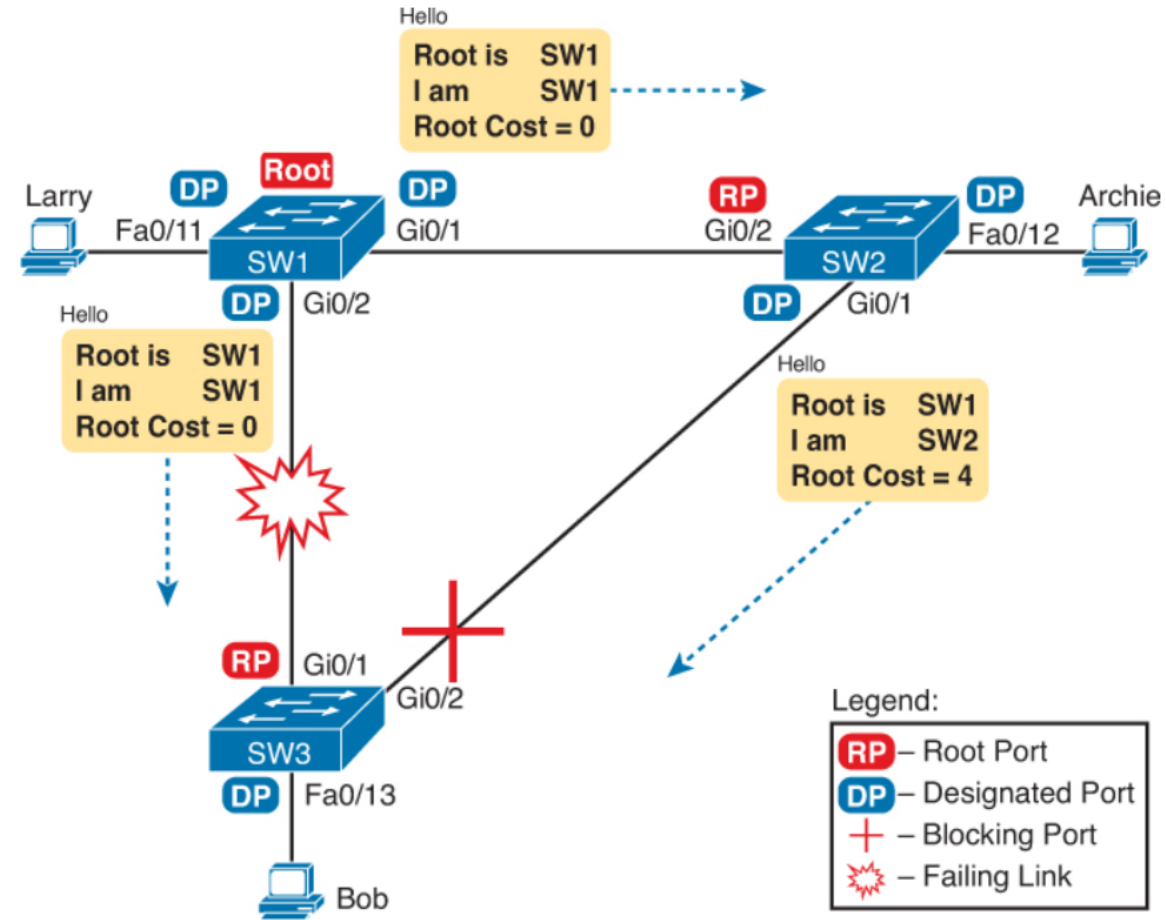 Hello
Root is SW1
I am SW1
Root Cost = 0
Root
DP
DP
RP
DP
Larry
Archie
Fa0/11
Gi0/1
Gi0/2
Fa0/12
SW1
SW2
DP
Gi0/2
DP
Gi0/1
Hello
Root is SW1
I am SW1
Root Cost = 0
Hello
Root is SW1
I am SW2
Root Cost = 4
RP
Gi0/1
Gi0/2
SW3
DP
Fa0/13
Bob
Legend:
RP – Root Port
DP – Designated Port
– Blocking Port
– Failing Link